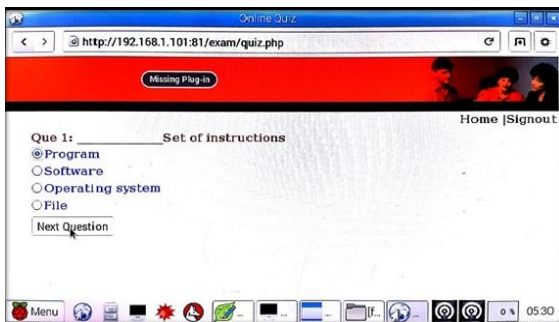 Online Quiz
http://192.168.1.101:81/exam/quiz.php
Missing Plug-in
Home |Signout
Que 1: ____________Set of instructions
Program
Software
Operating system
File
Next Question
Menu
[f...
0 %
05:30